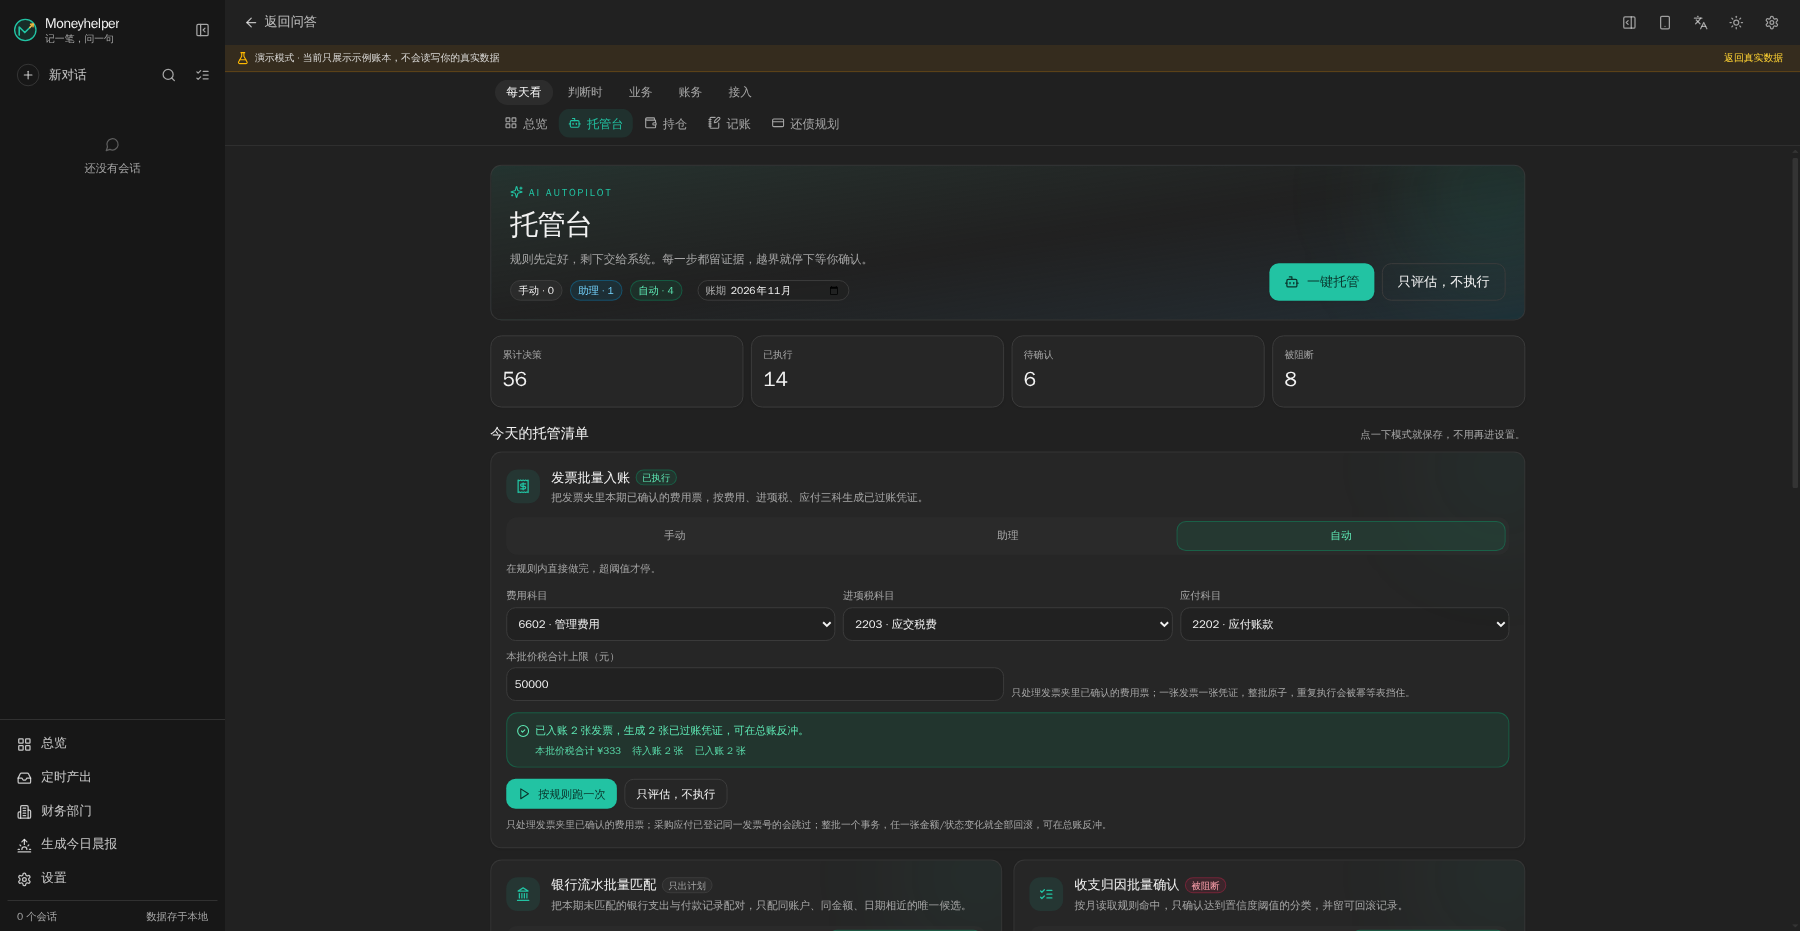 Moneyhelper
记一笔，问一句
新对话
还没有会话
总览
定时产出
财务部门
生成今日晨报
设置
0 个会话
数据存于本地
返回问答
演示模式 · 当前只展示示例账本，不会读写你的真实数据
返回真实数据
每天看
判断时
业务
账务
接入
总览
托管台
持仓
记账
还债规划
AI AUTOPILOT
托管台
规则先定好，剩下交给系统。每一步都留证据，越界就停下等你确认。
手动 · 0
助理 · 1
自动 · 4
账期 2026年11月
一键托管
只评估，不执行
累计决策
56
已执行
14
待确认
6
被阻断
8
今天的托管清单
点一下模式就保存，不用再进设置。
发票批量入账 已执行
把发票夹里本期已确认的费用票，按费用、进项税、应付三科生成已过账凭证。
手动
助理
自动
在规则内直接做完，超阈值才停。
费用科目
6602 · 管理费用
进项税科目
2203 · 应交税费
应付科目
2202 · 应付账款
本批价税合计上限（元）
50000
只处理发票夹里已确认的费用票；一张发票一张凭证，整批原子，重复执行会被幂等表挡住。
已入账 2 张发票，生成 2 张已过账凭证，可在总账反冲。
本批价税合计 ¥333 待入账 2 张 已入账 2 张
按规则跑一次
只评估，不执行
只处理发票夹里已确认的费用票；采购应付已登记同一发票号的会跳过；整批一个事务，任一张金额/状态变化就全部回滚，可在总账反冲。
银行流水批量匹配 只出计划
把本期未匹配的银行支出与付款记录配对，只配同账户、同金额、日期相近的唯一候选。
收支归因批量确认 被阻断
按月读取规则命中，只确认达到置信度阈值的分类，并留可回滚记录。